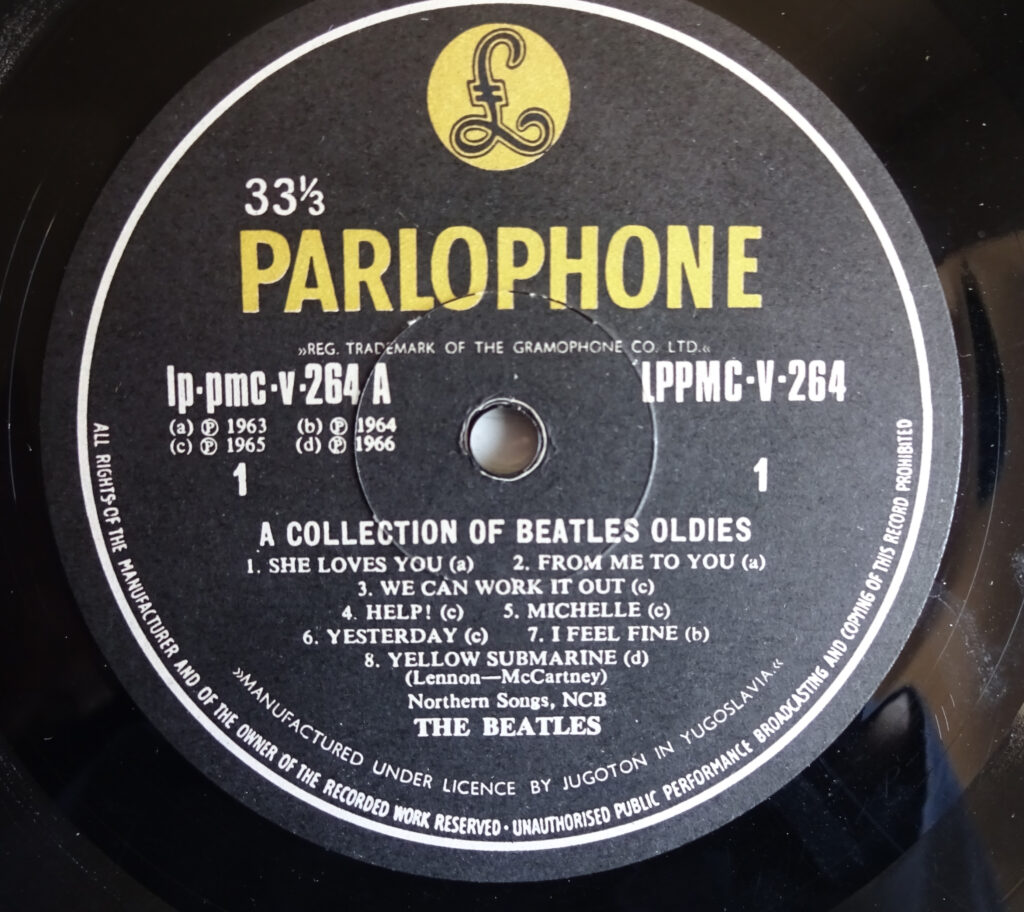 £
33⅓
PARLOPHONE
»REG. TRADEMARK OF THE GRAMOPHONE CO. LTD.«
lp·pmc·v·264 A LPPMC·V·264
(a) ℗ 1963 (b) ℗ 1964
(c) ℗ 1965 (d) ℗ 1966
1 1
A COLLECTION OF BEATLES OLDIES
1. SHE LOVES YOU (a) 2. FROM ME TO YOU (a)
3. WE CAN WORK IT OUT (c)
4. HELP! (c) 5. MICHELLE (c)
6. YESTERDAY (c) 7. I FEEL FINE (b)
8. YELLOW SUBMARINE (d)
(Lennon—McCartney)
Northern Songs, NCB
THE BEATLES
»MANUFACTURED UNDER LICENCE BY JUGOTON IN YUGOSLAVIA.«
ALL RIGHTS·OF THE MANUFACTURER AND OF THE OWNER OF THE RECORDED WORK RESERVED · UNAUTHORISED PUBLIC PERFORMANCE BROADCASTING AND COPYING OF THIS RECORD PROHIBITED